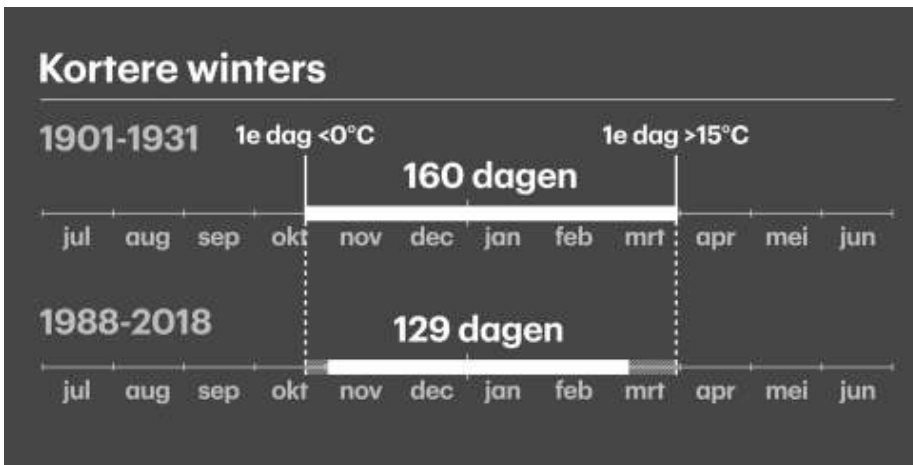 Kortere winters
1901-1931
1e dag <0°C
1e dag >15°C
160 dagen
jul aug sep okt nov dec jan feb mrt apr mei jun
1988-2018
129 dagen
jul aug sep okt nov dec jan feb mrt apr mei jun